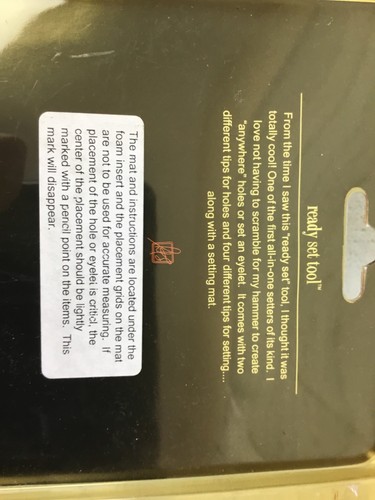 ready set tool™
From the time I saw this "ready set" tool, I thought it was
totally cool! One of the first all-in-one setters of its kind. I
love not having to scramble for my hammer to create
"anywhere" holes or set an eyelet. It comes with two
different tips for holes and four different tips for setting....
along with a setting mat.
The mat and instructions are located under the
foam insert and the placement grids on the mat
are not to be used for accurate measuring. If
placement of the hole or eyelei is criticl, the
center of the placement should be lightly
marked with a pencil point on the items. This
mark will disappear.